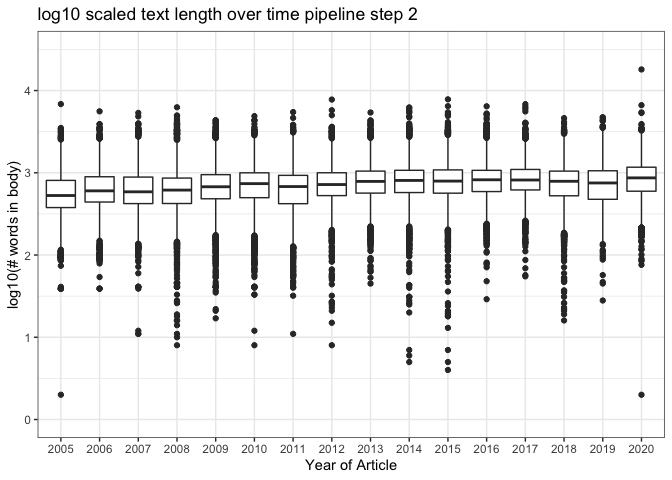 log10 scaled text length over time pipeline step 2
log10(# words in body)
4
3
2
1
0
2005 2006 2007 2008 2009 2010 2011 2012 2013 2014 2015 2016 2017 2018 2019 2020
Year of Article